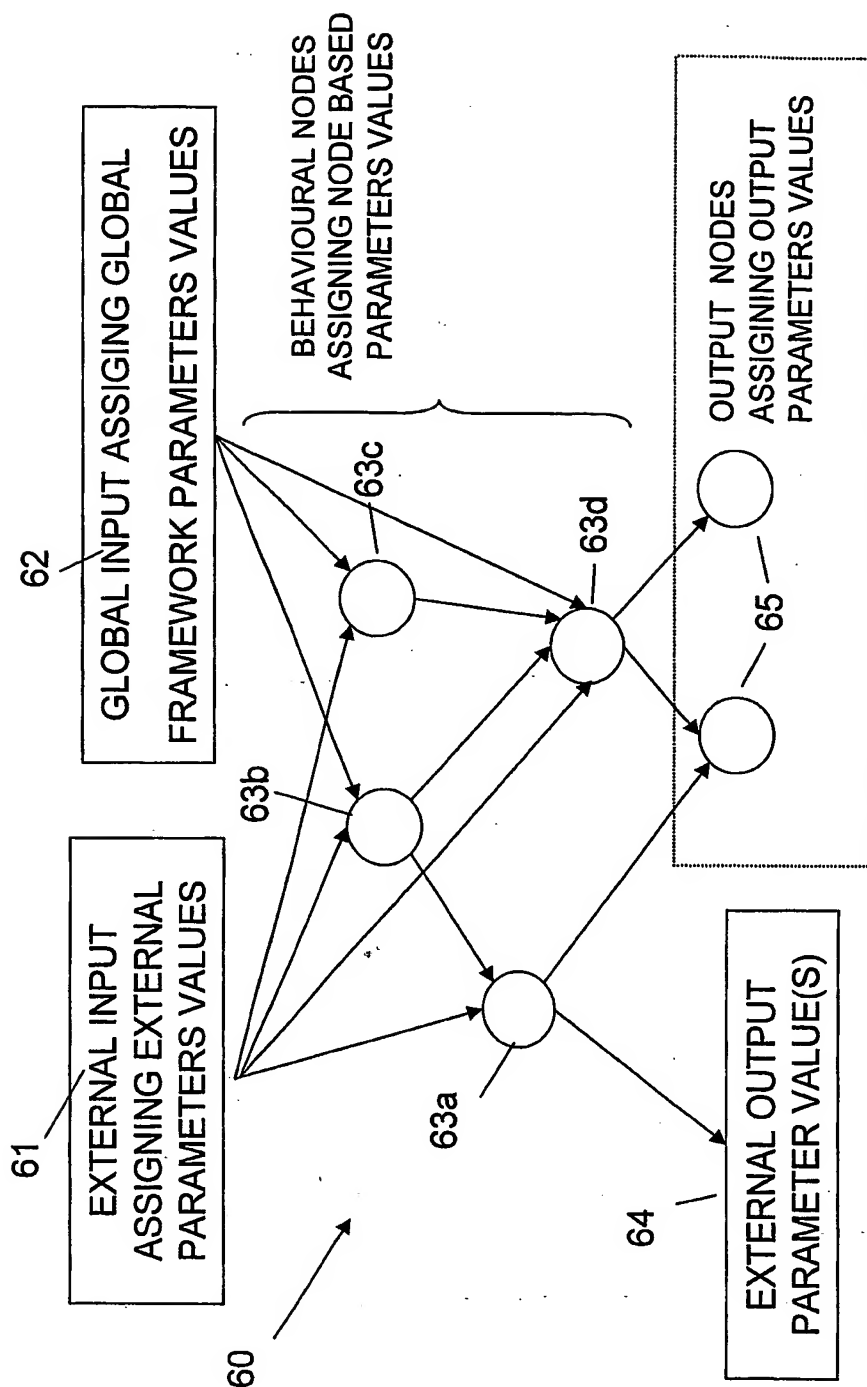 61
EXTERNAL INPUT
ASSIGNING EXTERNAL
PARAMETERS VALUES
62
GLOBAL INPUT ASSIGING GLOBAL
FRAMEWORK PARAMETERS VALUES
BEHAVIOURAL NODES
ASSIGNING NODE BASED
PARAMETERS VALUES
63b
63c
63a
63d
60
64
EXTERNAL OUTPUT
PARAMETER VALUE(S)
65
OUTPUT NODES
ASSIGINING OUTPUT
PARAMETERS VALUES